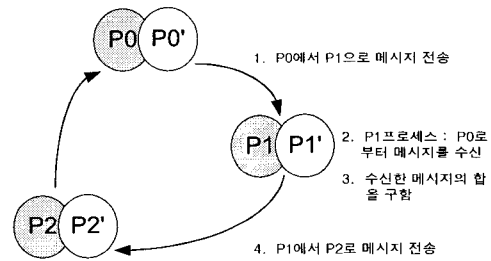 P0 P0'
1. P0에서 P1으로 메시지 전송
P1 P1'
2. P1프로세스 : P0로
부터 메시지를 수신
3. 수신한 메시지의 합
을 구함
P2 P2'
4. P1에서 P2로 메시지 전송